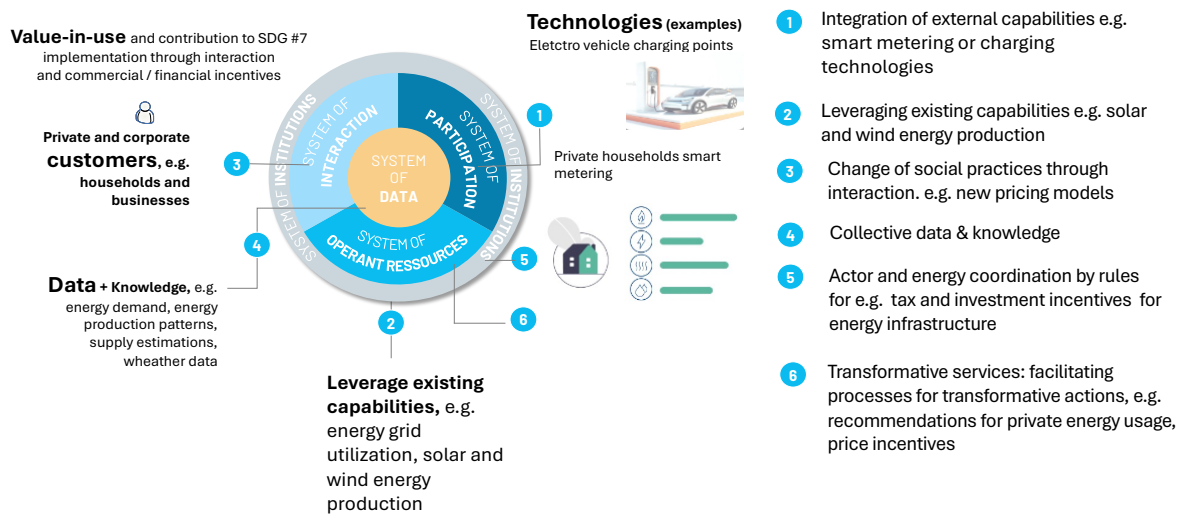 Value-in-use and contribution to SDG #7
implementation through interaction
and commercial / financial incentives
Private and corporate
customers, e.g.
households and
businesses
Data + Knowledge, e.g.
energy demand, energy
production patterns,
supply estimations,
wheather data
SYSTEM OF INSTITUTIONS
SYSTEM OF INSTITUTIONS
SYSTEM OF
INTERACTION
SYSTEM OF
PARTICIPATION
SYSTEM
OF
DATA
SYSTEM OF
OPERANT RESSOURCES
1
3
4
5
2
6
Leverage existing
capabilities, e.g.
energy grid
utilization, solar and
wind energy
production
Technologies (examples)
Eletctro vehicle charging points
Private households smart
metering
1
Integration of external capabilities e.g.
smart metering or charging
technologies
2
Leveraging existing capabilities e.g. solar
and wind energy production
3
Change of social practices through
interaction. e.g. new pricing models
4
Collective data & knowledge
5
Actor and energy coordination by rules
for e.g. tax and investment incentives for
energy infrastructure
6
Transformative services: facilitating
processes for transformative actions, e.g.
recommendations for private energy usage,
price incentives